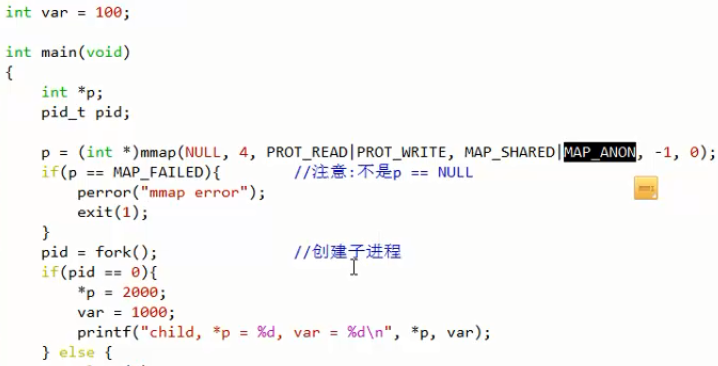 int var = 100;
int main(void)
{
int *p;
pid_t pid;
p = (int *)mmap(NULL, 4, PROT_READ|PROT_WRITE, MAP_SHARED|MAP_ANON, -1, 0);
if(p == MAP_FAILED){ //注意:不是p == NULL
perror("mmap error");
exit(1);
}
pid = fork(); //创建子进程
if(pid == 0){
*p = 2000;
var = 1000;
printf("child, *p = %d, var = %d\n", *p, var);
} else {